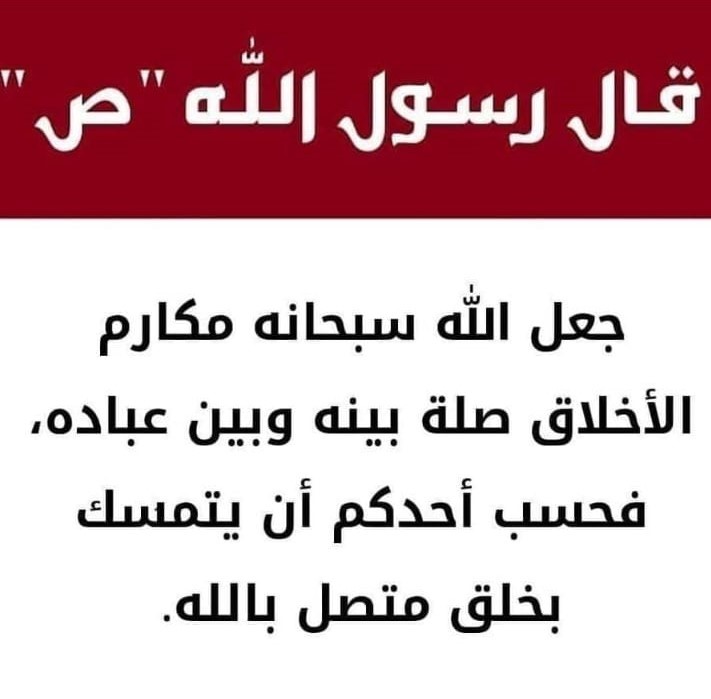 قال رسول الله "ص"
جعل الله سبحانه مكارم
الأخلاق صلة بينه وبين عباده،
فحسب أحدكم أن يتمسك
بخلق متصل بالله.